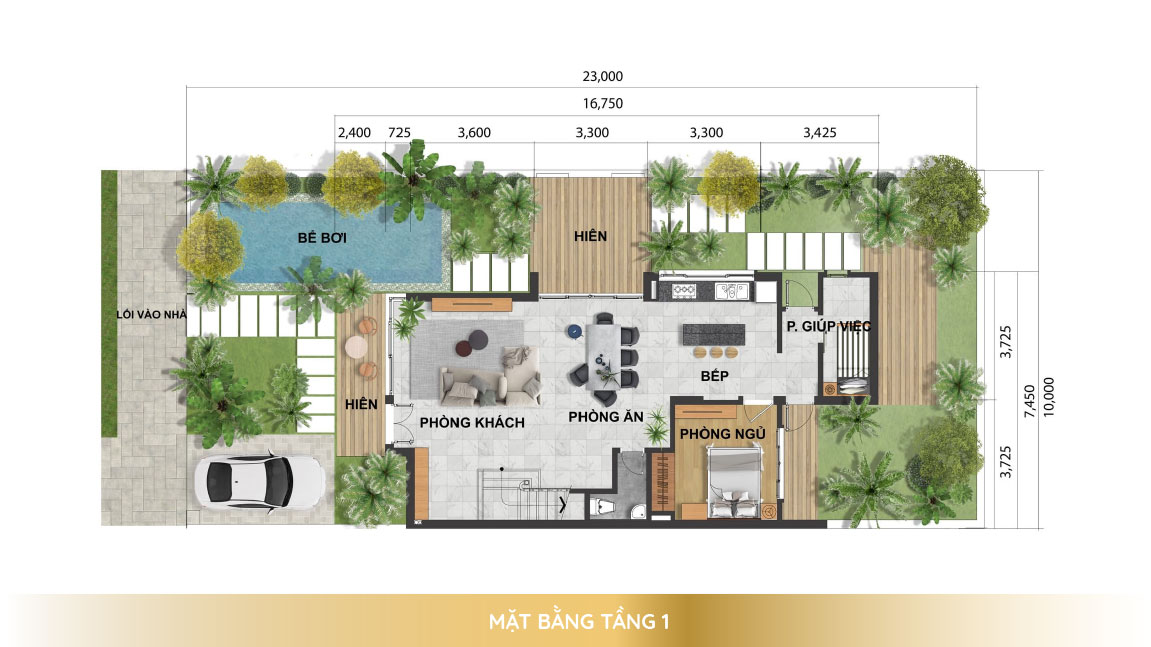 23,000
16,750
2,400 725 3,600 3,300 3,300 3,425
BỂ BƠI
HIÊN
LỐI VÀO NHÀ
P. GIÚP VIỆC
3,725
BẾP
HIÊN
7,450
10,000
PHÒNG KHÁCH
PHÒNG ĂN
PHÒNG NGỦ
3,725
MẶT BẰNG TẦNG 1